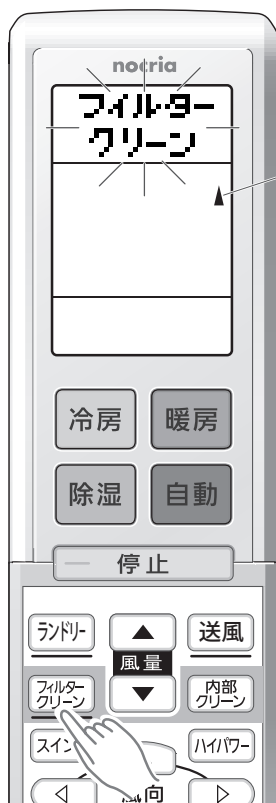 nocria
フィルター
クリーン
冷房
暖房
除湿
自動
停止
ランドリー
風量
送風
フィルター
クリーン
内部
クリーン
スイン
ハイパワー
風向